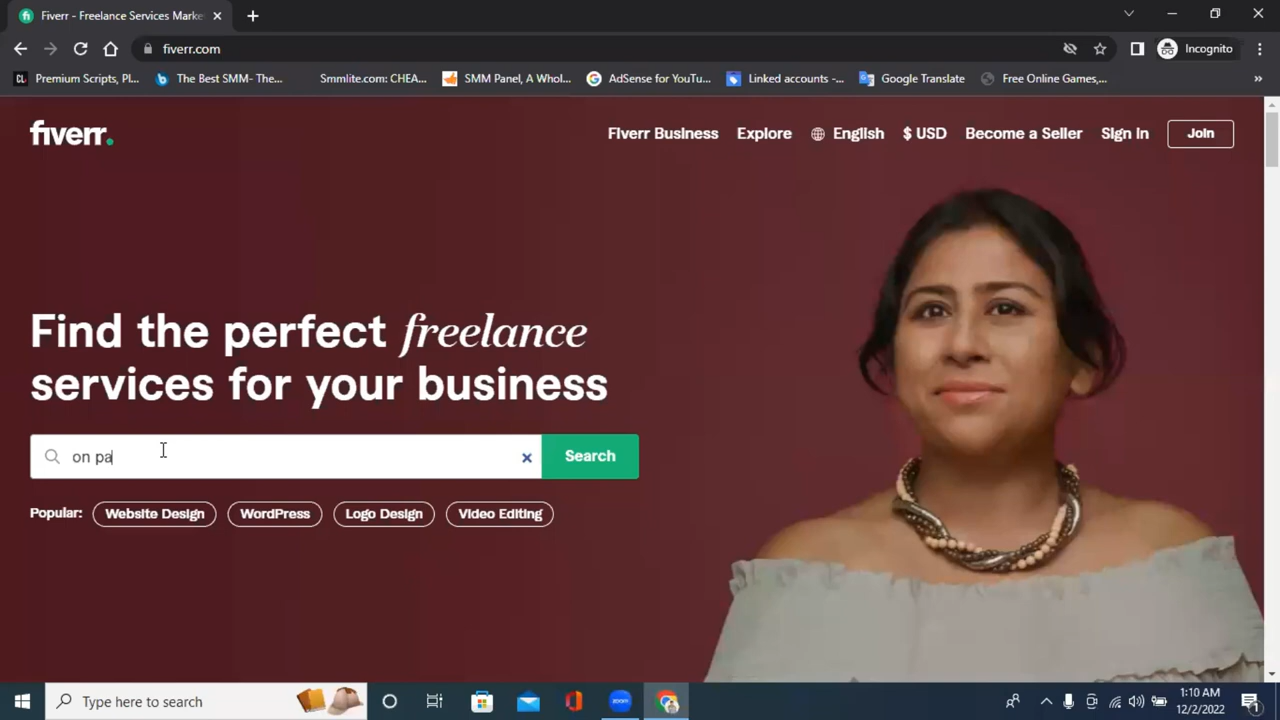 Fiverr - Freelance Services Marke
fiverr.com
Incognito
CL Premium Scripts, Pl...
The Best SMM- The...
Smmlite.com: CHEA...
SMM Panel, A Whol...
AdSense for YouTu...
Linked accounts -...
Google Translate
Free Online Games,...
»
fiverr.
Fiverr Business
Explore
English
$ USD
Become a Seller
Sign In
Join
Find the perfect freelance
services for your business
on pa
Search
Popular:
Website Design
WordPress
Logo Design
Video Editing
Type here to search
zoom
1:10 AM
12/2/2022
1